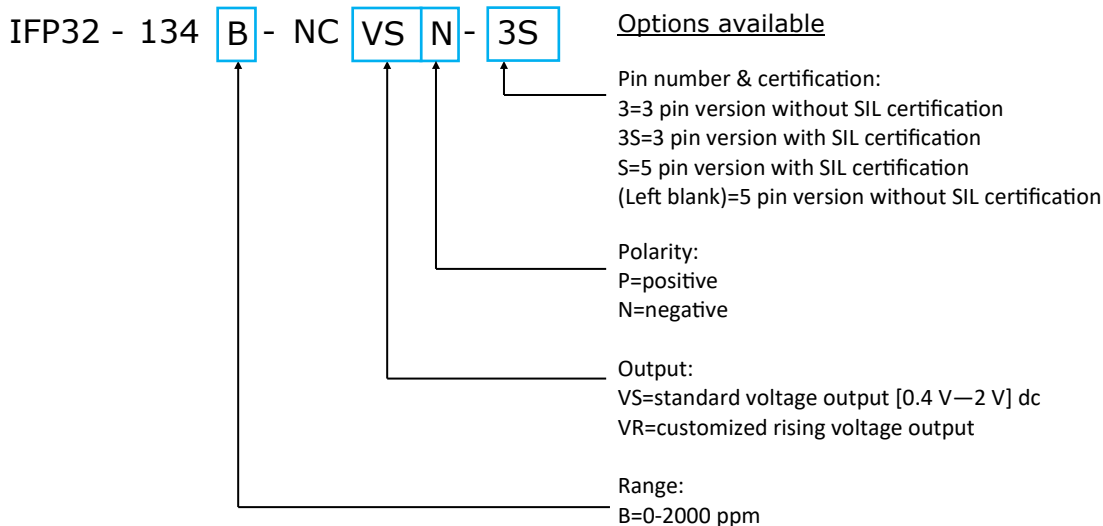 IFP32 - 134 B - NC VS N - 3S
Options available
Pin number & certification:
3=3 pin version without SIL certification
3S=3 pin version with SIL certification
S=5 pin version with SIL certification
(Left blank)=5 pin version without SIL certification
Polarity:
P=positive
N=negative
Output:
VS=standard voltage output [0.4 V—2 V] dc
VR=customized rising voltage output
Range:
B=0-2000 ppm